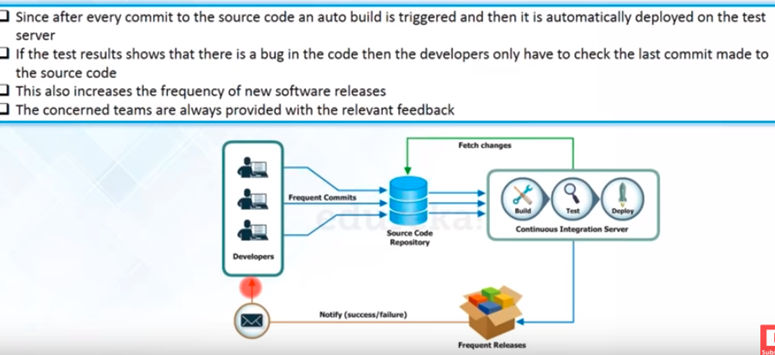 Since after every commit to the source code an auto build is triggered and then it is automatically deployed on the test
server
If the test results shows that there is a bug in the code then the developers only have to check the last commit made to
the source code
This also increases the frequency of new software releases
The concerned teams are always provided with the relevant feedback
Fetch changes
Frequent Commits
Build
Test
Deploy
Source Code
Repository
Continuous Integration Server
Developers
Notify (success/failure)
Frequent Releases